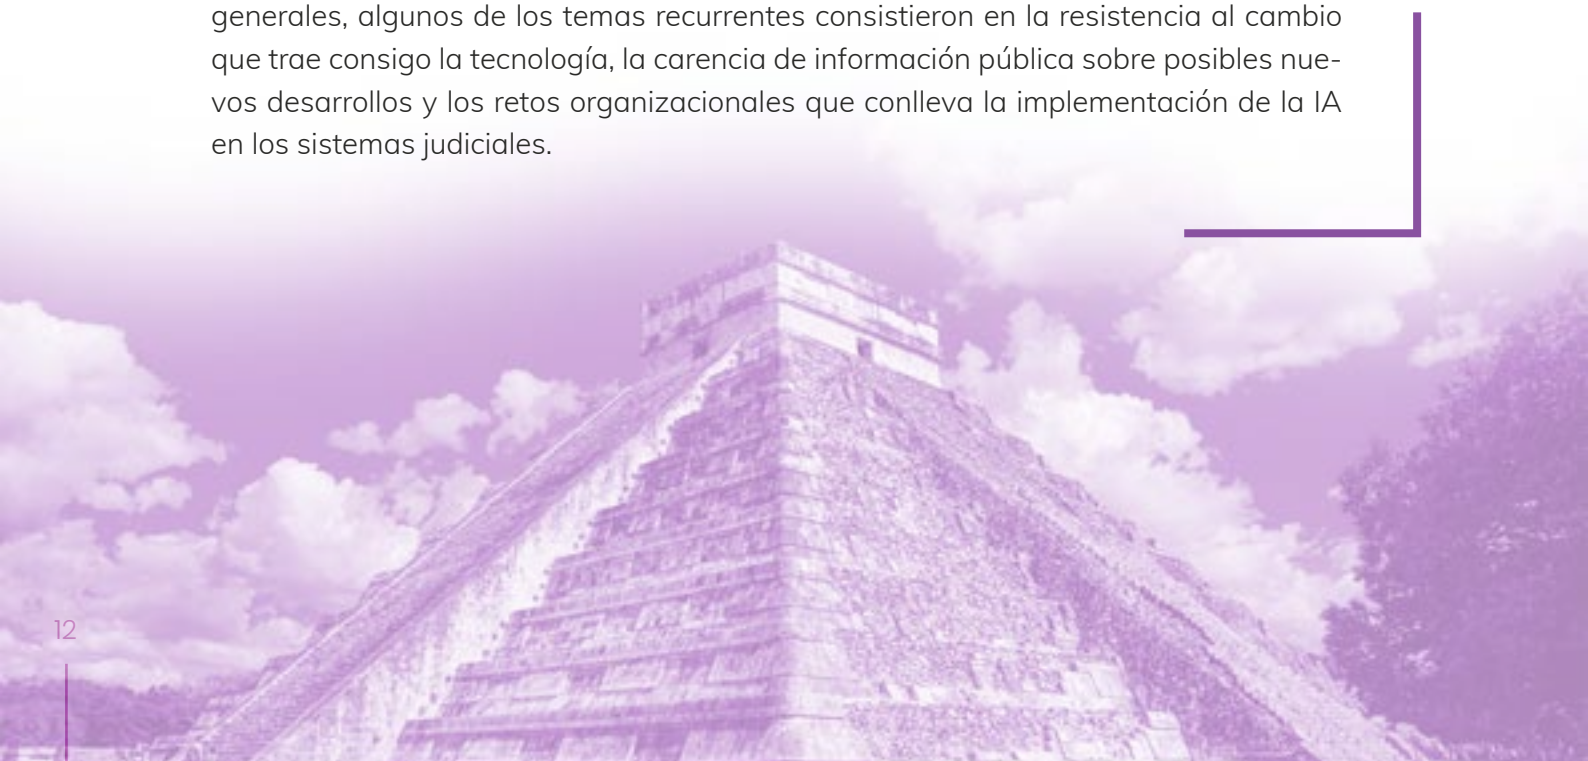 generales, algunos de los temas recurrentes consistieron en la resistencia al cambio
que trae consigo la tecnología, la carencia de información pública sobre posibles nue-
vos desarrollos y los retos organizacionales que conlleva la implementación de la IA
en los sistemas judiciales.
12